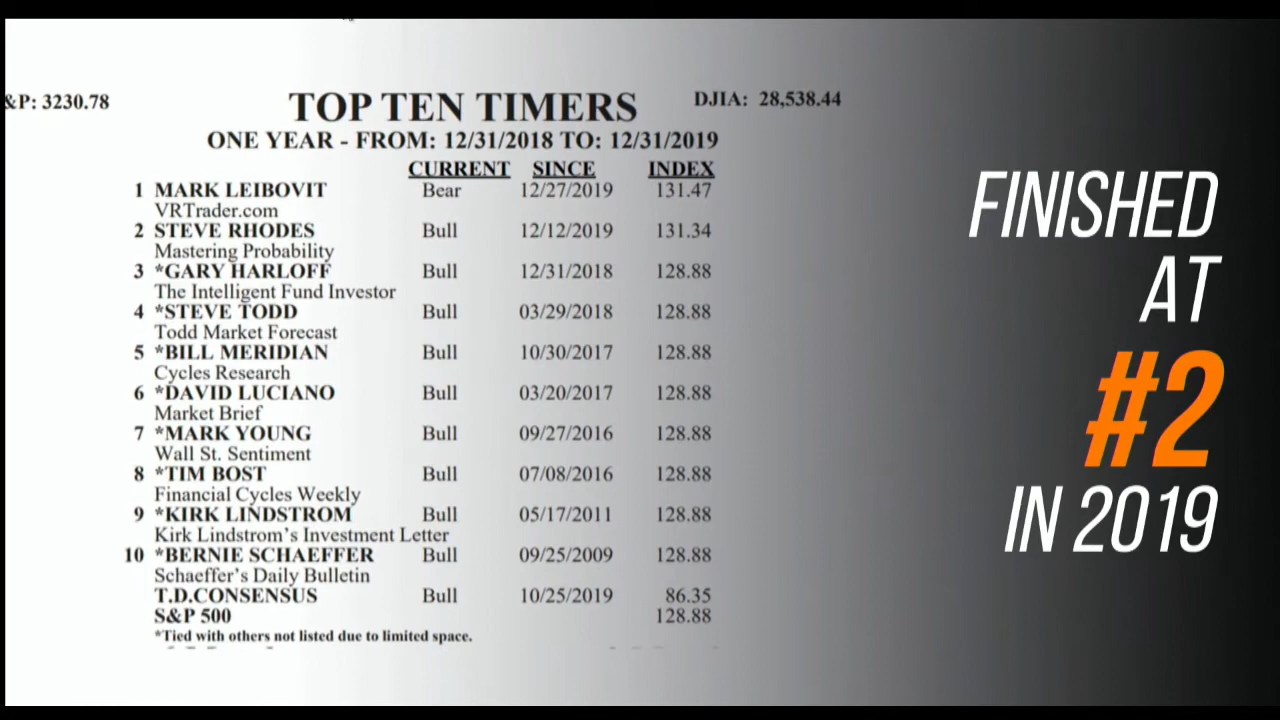 &P: 3230.78
TOP TEN TIMERS
DJIA: 28,538.44
ONE YEAR - FROM: 12/31/2018 TO: 12/31/2019
CURRENT SINCE INDEX
1 MARK LEIBOVIT Bear 12/27/2019 131.47
VRTrader.com
2 STEVE RHODES Bull 12/12/2019 131.34
Mastering Probability
3 *GARY HARLOFF Bull 12/31/2018 128.88
The Intelligent Fund Investor
4 *STEVE TODD Bull 03/29/2018 128.88
Todd Market Forecast
5 *BILL MERIDIAN Bull 10/30/2017 128.88
Cycles Research
6 *DAVID LUCIANO Bull 03/20/2017 128.88
Market Brief
7 *MARK YOUNG Bull 09/27/2016 128.88
Wall St. Sentiment
8 *TIM BOST Bull 07/08/2016 128.88
Financial Cycles Weekly
9 *KIRK LINDSTROM Bull 05/17/2011 128.88
Kirk Lindstrom's Investment Letter
10 *BERNIE SCHAEFFER Bull 09/25/2009 128.88
Schaeffer's Daily Bulletin
T.D.CONSENSUS Bull 10/25/2019 86.35
S&P 500 128.88
*Tied with others not listed due to limited space.
FINISHED
AT
#2
IN 2019